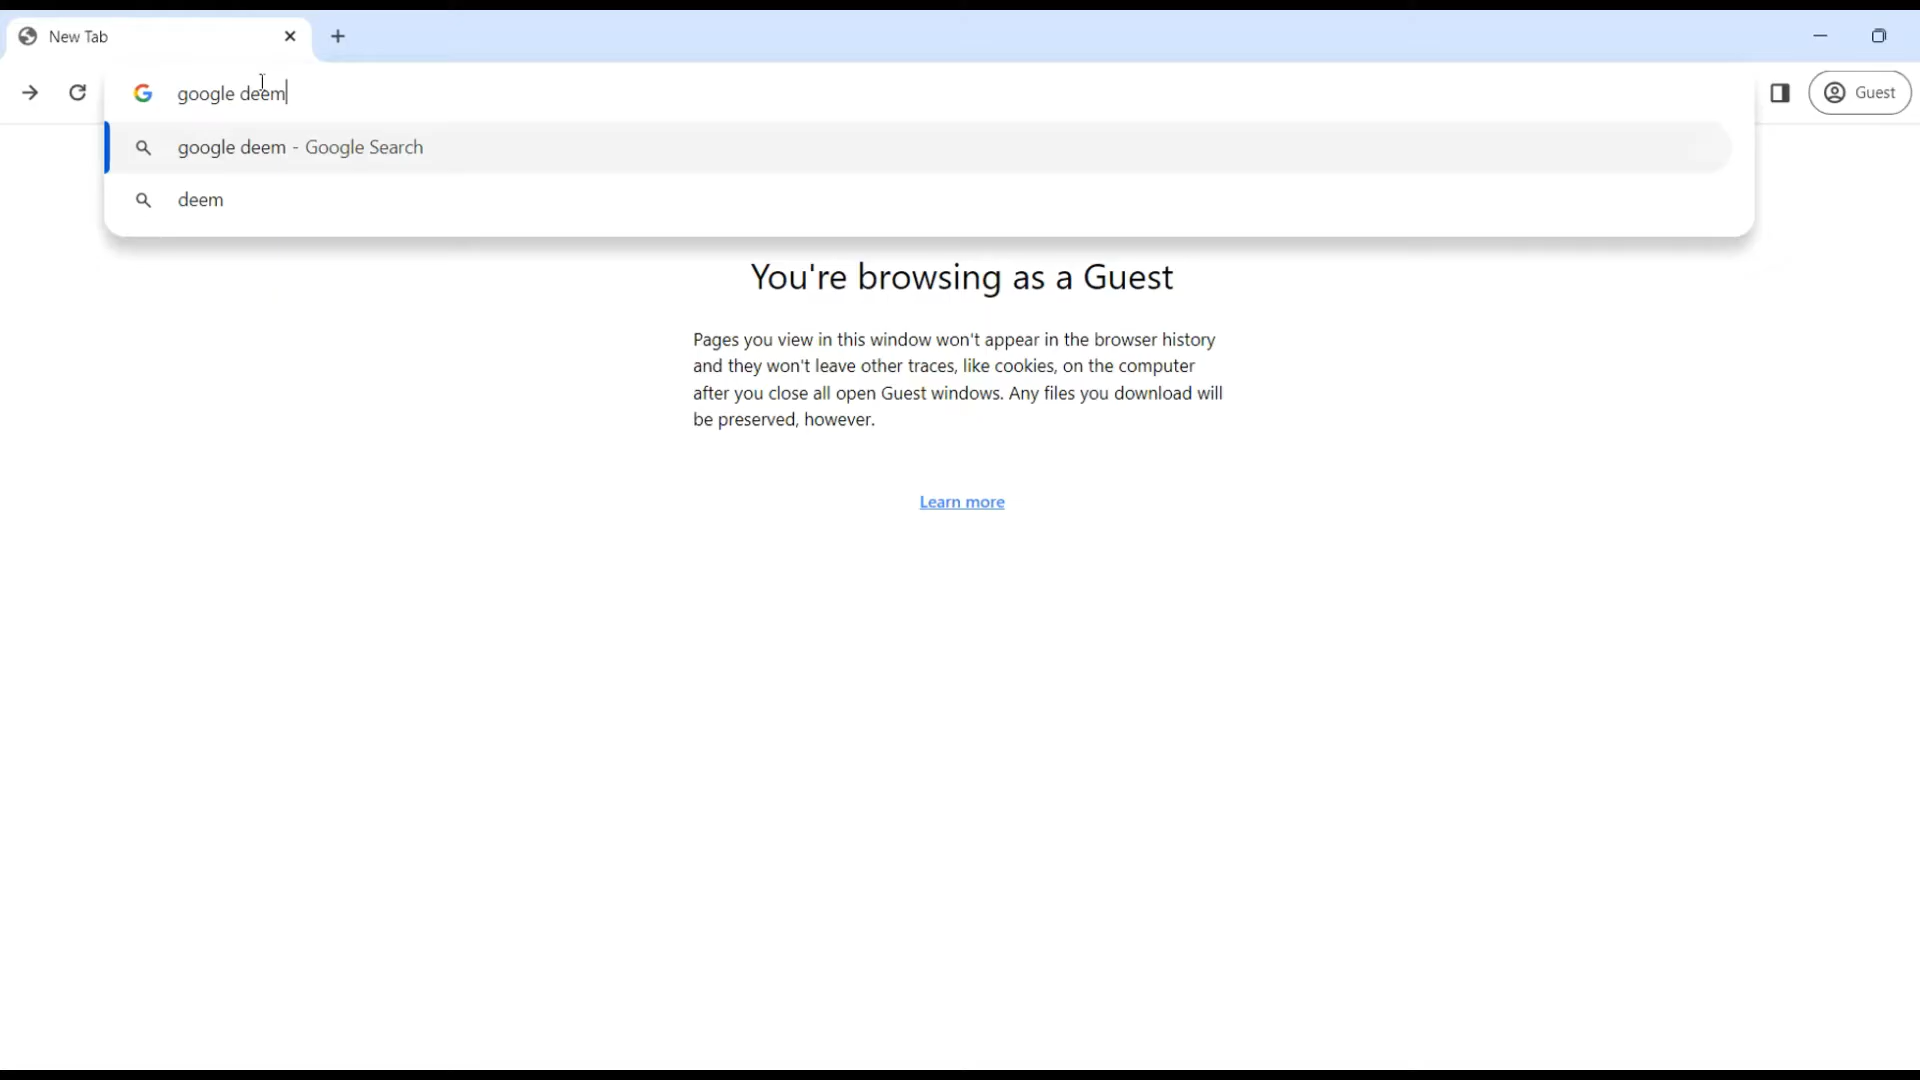 New Tab
google deem
Guest
google deem - Google Search
deem
You're browsing as a Guest
Pages you view in this window won't appear in the browser history
and they won't leave other traces, like cookies, on the computer
after you close all open Guest windows. Any files you download will
be preserved, however.
Learn more